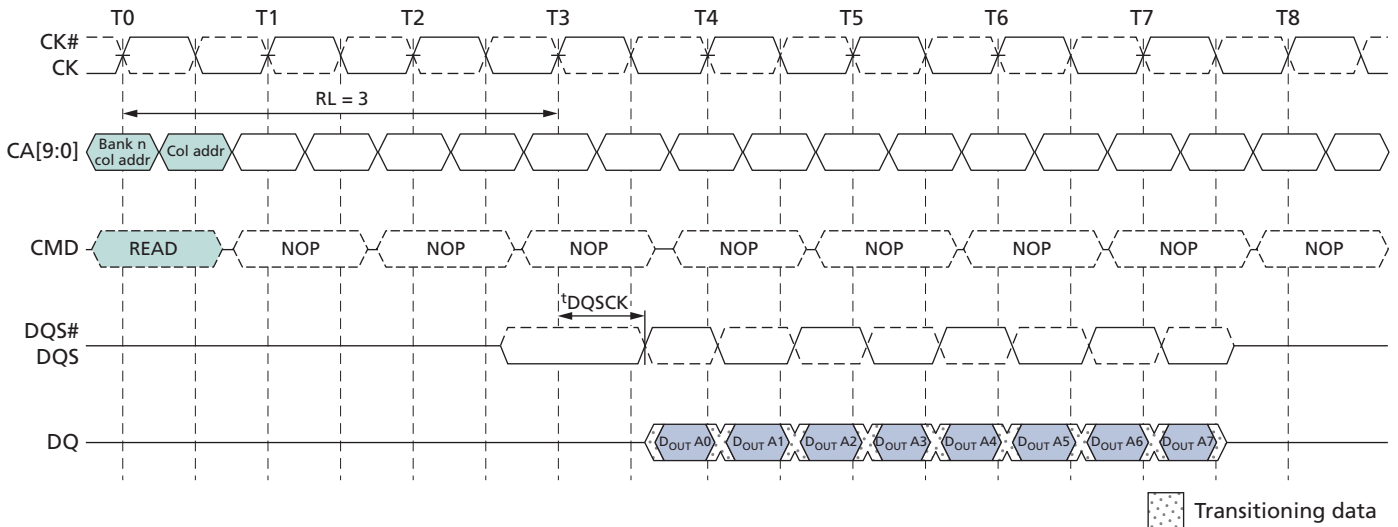 T0 T1 T2 T3 T4 T5 T6 T7 T8
CK#
CK
RL = 3
CA[9:0] Bank n col addr Col addr
CMD READ NOP NOP NOP NOP NOP NOP NOP NOP
tDQSCK
DQS#
DQS
DQ DOUT A0 DOUT A1 DOUT A2 DOUT A3 DOUT A4 DOUT A5 DOUT A6 DOUT A7
Transitioning data